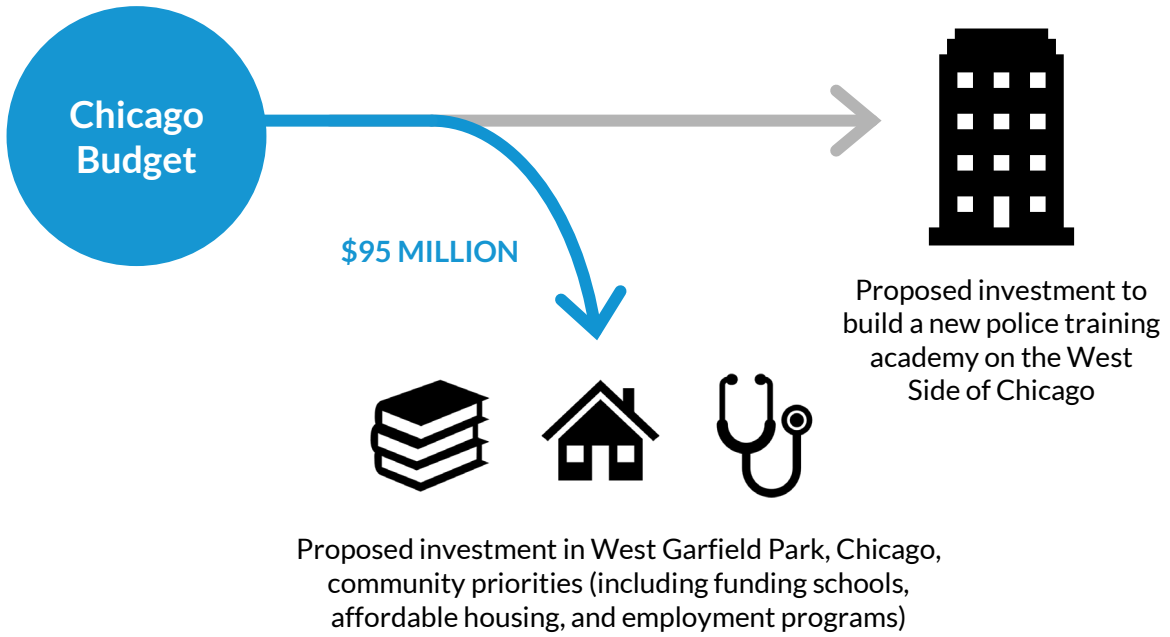 Chicago
Budget
$95 MILLION
Proposed investment to
build a new police training
academy on the West
Side of Chicago
Proposed investment in West Garfield Park, Chicago,
community priorities (including funding schools,
affordable housing, and employment programs)